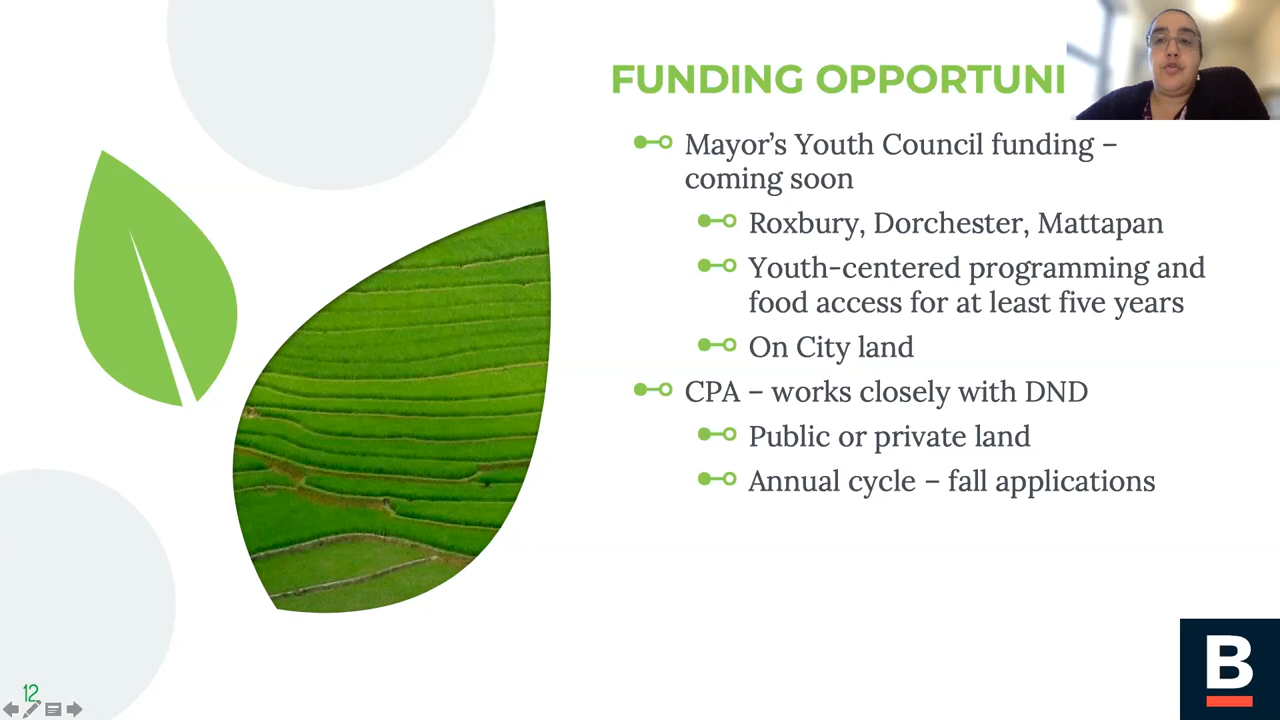 FUNDING OPPORTUNI
Mayor's Youth Council funding –
coming soon
Roxbury, Dorchester, Mattapan
Youth-centered programming and
food access for at least five years
On City land
CPA – works closely with DND
Public or private land
Annual cycle – fall applications
B
12